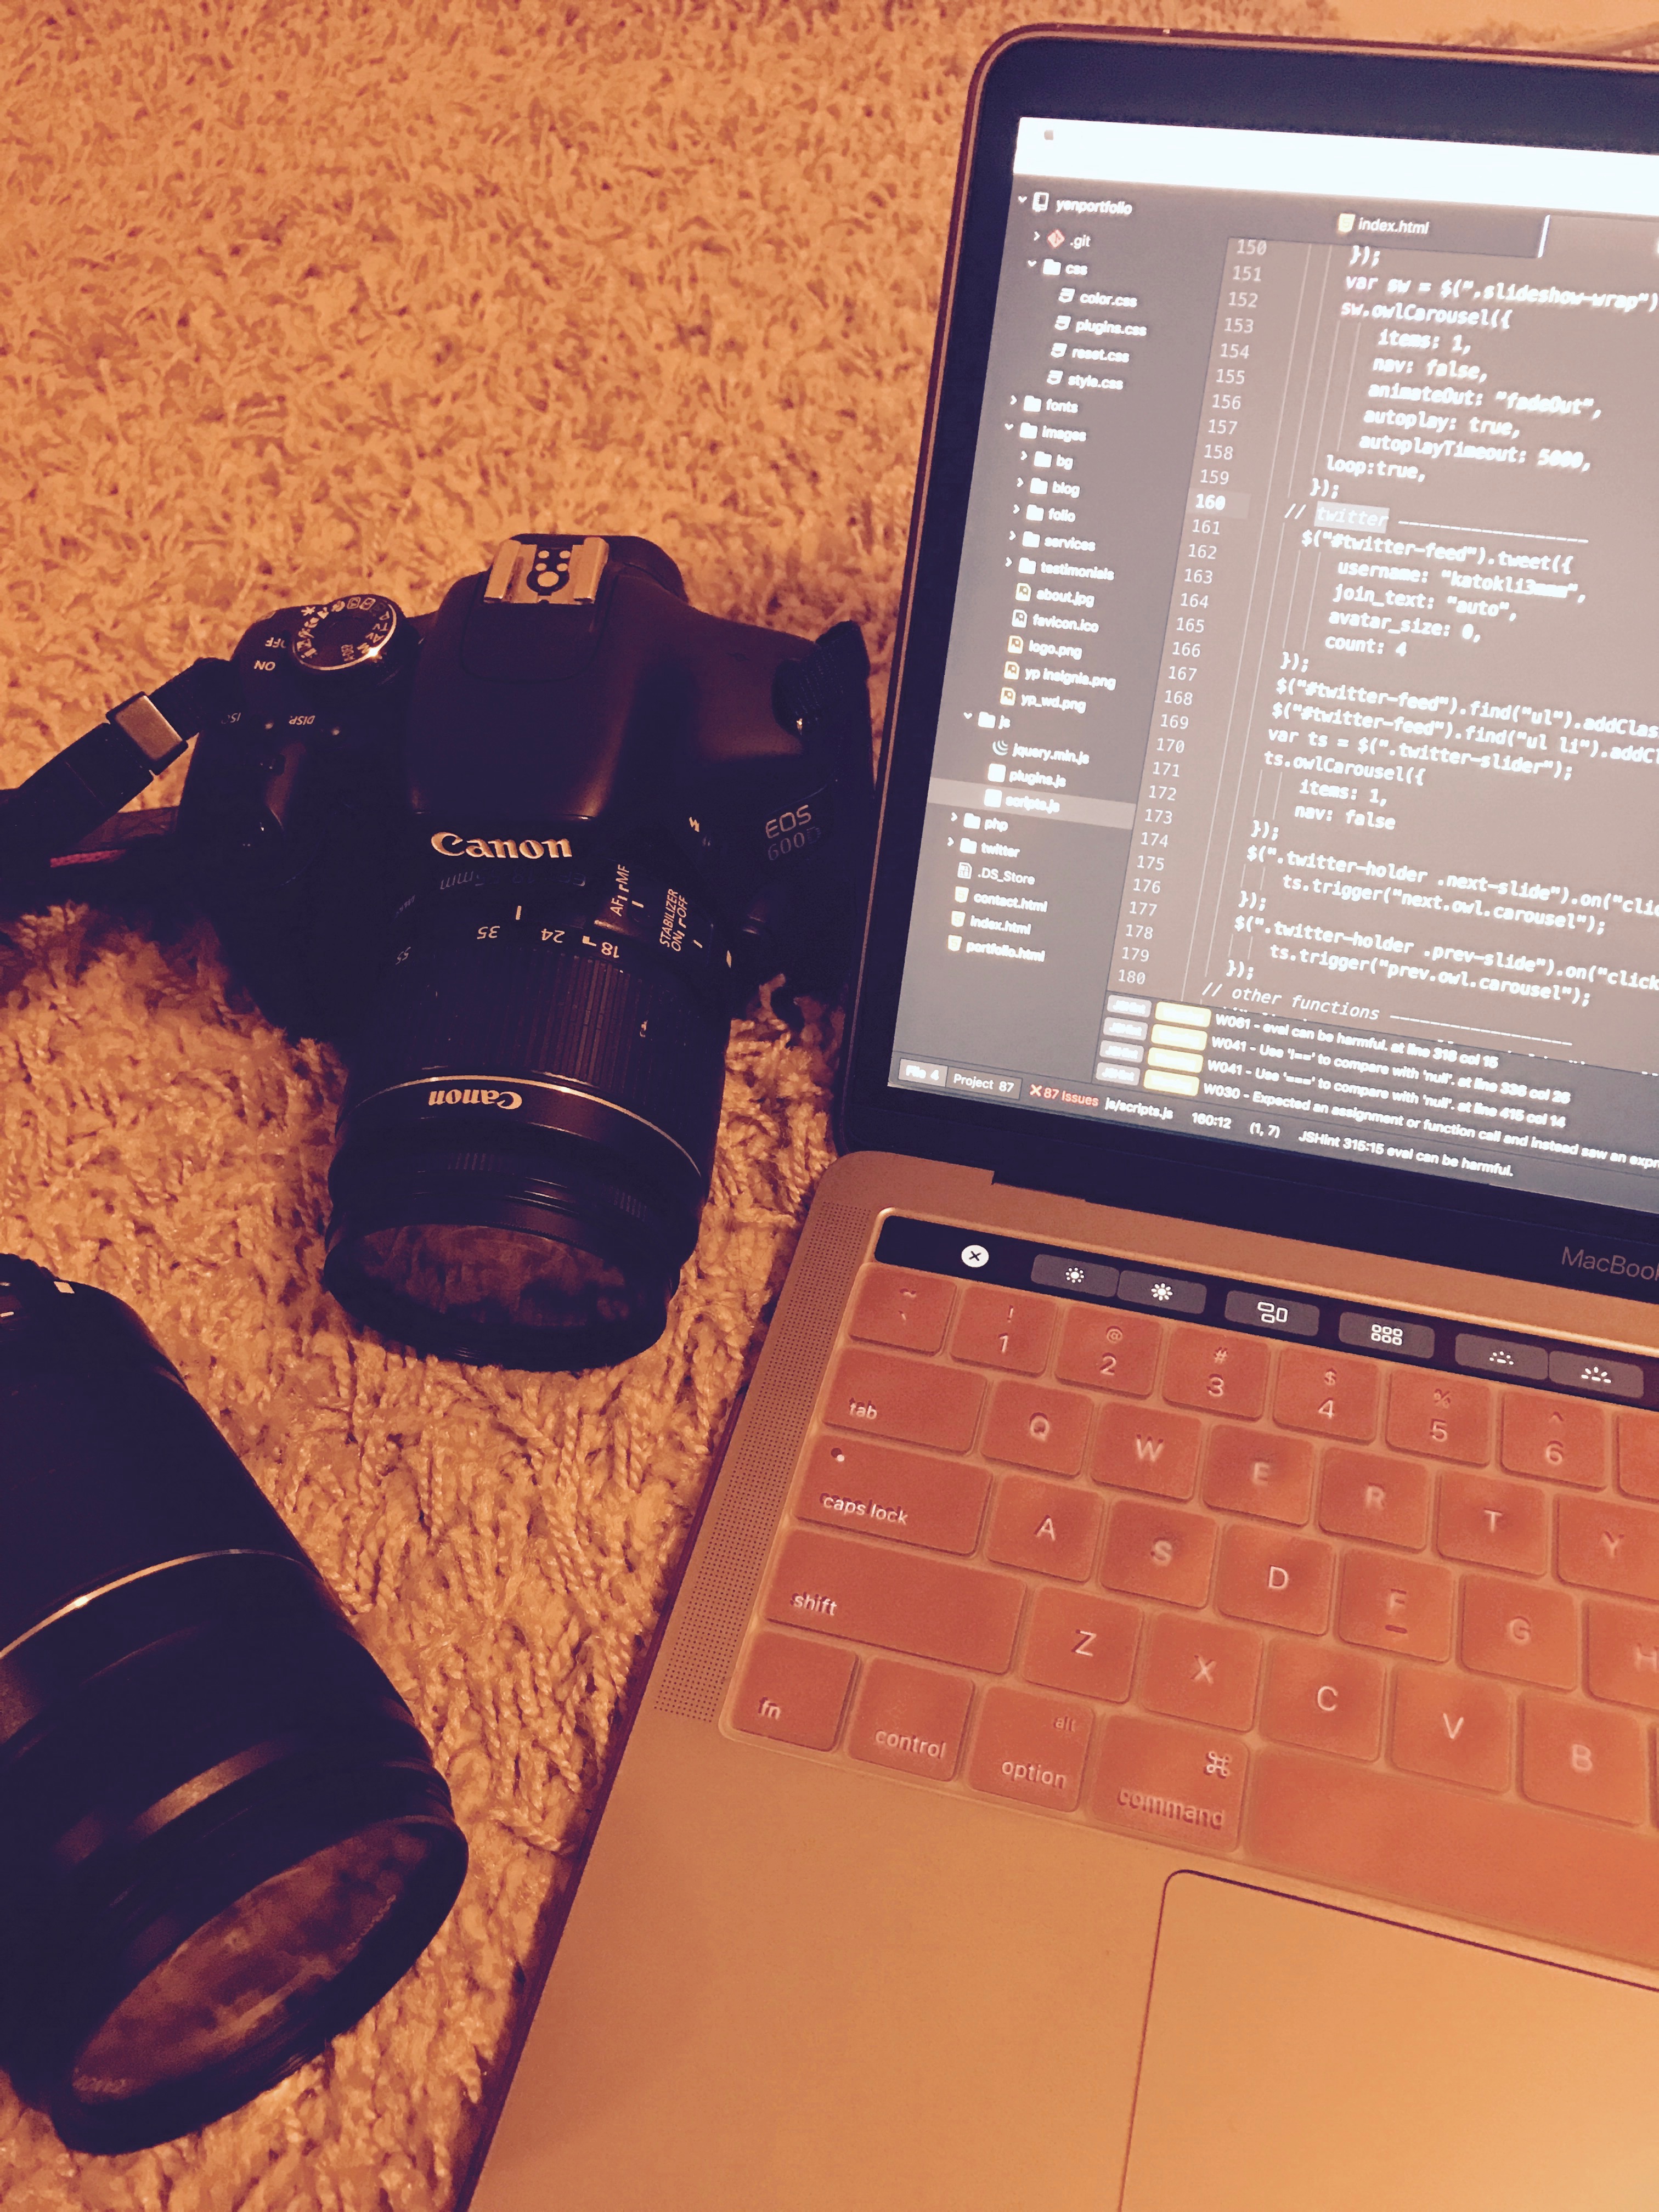 OFF
ON
ISO
DISP.
Canon
EOS
600D
AF MF
STABILIZER
ON OFF
35 24 18
55
Canon
yenportfolio
.git
css
color.css
plugins.css
reset.css
style.css
fonts
images
bg
blog
folio
services
testimonials
about.jpg
favicon.ico
logo.png
yp insignia.png
yp_wd.png
js
jquery.min.js
plugins.js
scripts.js
php
twitter
.DS_Store
contact.html
index.html
portfolio.html
index.html
150 });
151 var sw = $(".slideshow-wrap")
152 sw.owlCarousel({
153 items: 1,
154 nav: false,
155 animateOut: "fadeOut",
156 autoplay: true,
157 autoplayTimeout: 5000,
158 loop:true,
159 });
160 // twitter
161 $("#twitter-feed").tweet({
162 username: "katokli3mmm",
163 join_text: "auto",
164 avatar_size: 0,
165 count: 4
166 });
167 $("#twitter-feed").find("ul").addClas
168 $("#twitter-feed").find("ul li").addCl
169 var ts = $(".twitter-slider");
170 ts.owlCarousel({
171 items: 1,
172 nav: false
173 });
174 $(".twitter-holder .next-slide").on("clic
175 ts.trigger("next.owl.carousel");
176 });
177 $(".twitter-holder .prev-slide").on("click
178 ts.trigger("prev.owl.carousel");
179 });
180 // other functions
JSHint W061 - eval can be harmful. at line 315 col 15
JSHint W041 - Use '!==' to compare with 'null'. at line 336 col 26
JSHint W041 - Use '===' to compare with 'null'. at line 415 col 14
JSHint W030 - Expected an assignment or function call and instead saw an expr
File 4 Project 87 87 Issues js/scripts.js 160:12 (1, 7) JSHint 315:15 eval can be harmful.
MacBook
~ ! @ # $ % ^
` 1 2 3 4 5 6
tab Q W E R T Y
caps lock A S D F G H
shift Z X C V B
fn control alt option command